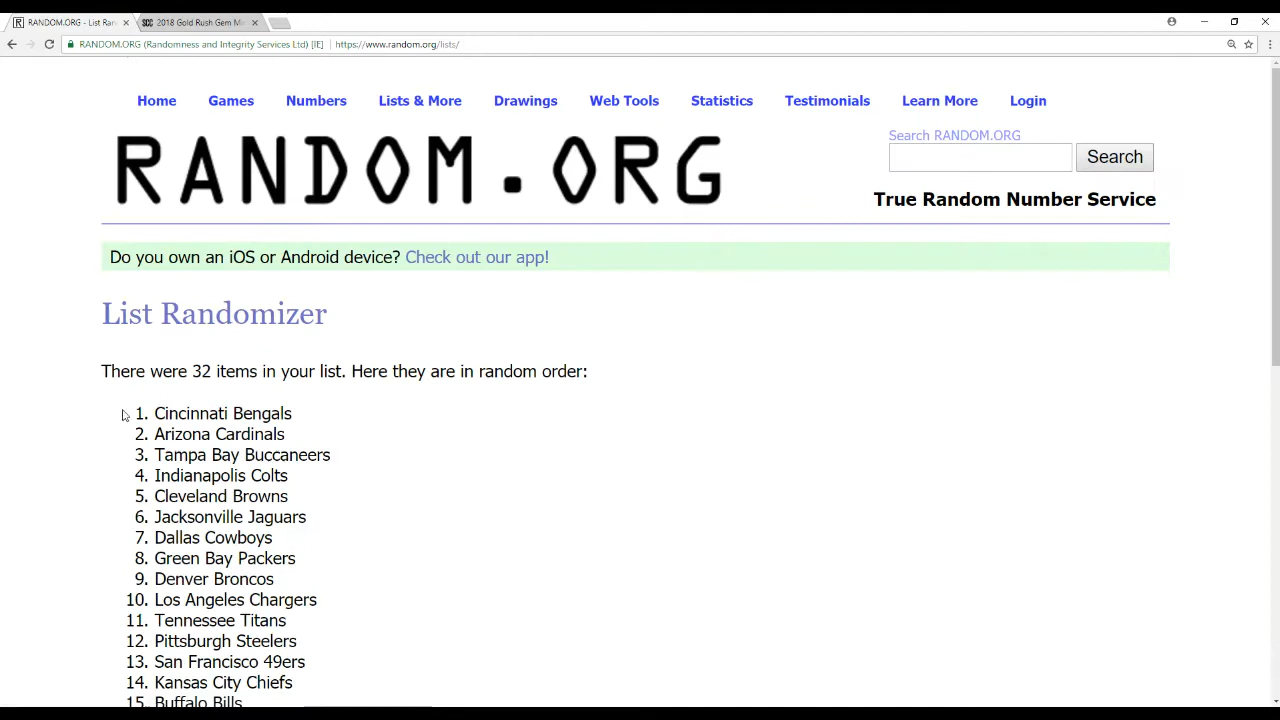 RANDOM.ORG - List Ran
2018 Gold Rush Gem Mi
RANDOM.ORG (Randomness and Integrity Services Ltd) [IE] https://www.random.org/lists/
Home Games Numbers Lists & More Drawings Web Tools Statistics Testimonials Learn More Login
RANDOM.ORG
Search RANDOM.ORG
Search
True Random Number Service
Do you own an iOS or Android device? Check out our app!
List Randomizer
There were 32 items in your list. Here they are in random order:
1. Cincinnati Bengals
2. Arizona Cardinals
3. Tampa Bay Buccaneers
4. Indianapolis Colts
5. Cleveland Browns
6. Jacksonville Jaguars
7. Dallas Cowboys
8. Green Bay Packers
9. Denver Broncos
10. Los Angeles Chargers
11. Tennessee Titans
12. Pittsburgh Steelers
13. San Francisco 49ers
14. Kansas City Chiefs
15. Buffalo Bills